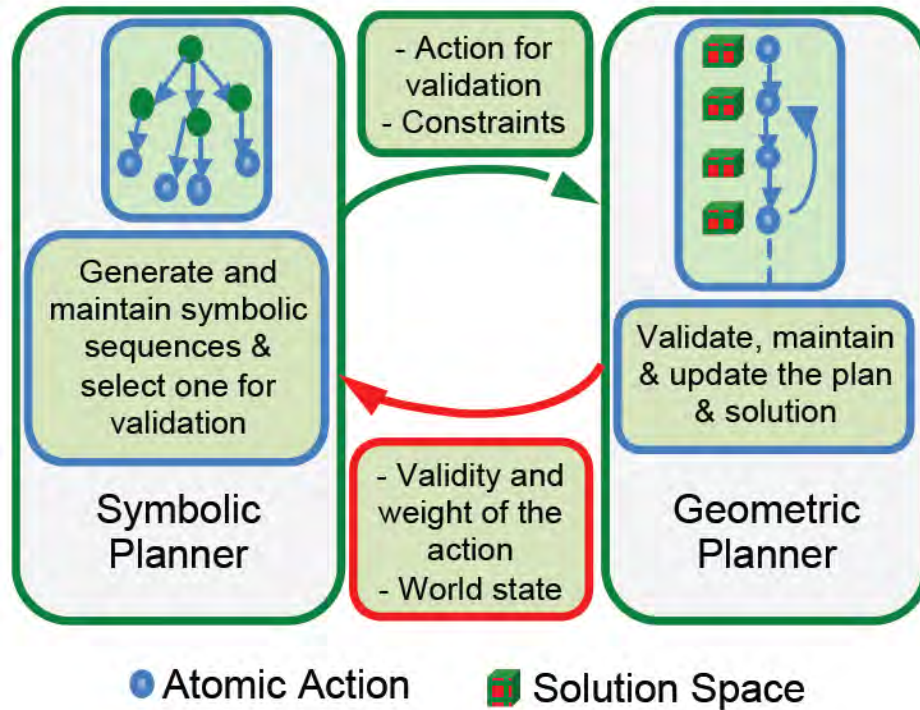 - Action for
validation
- Constraints
Generate and
maintain symbolic
sequences &
select one for
validation
Validate, maintain
& update the plan
& solution
Symbolic
Planner
- Validity and
weight of the
action
- World state
Geometric
Planner
Atomic Action
Solution Space